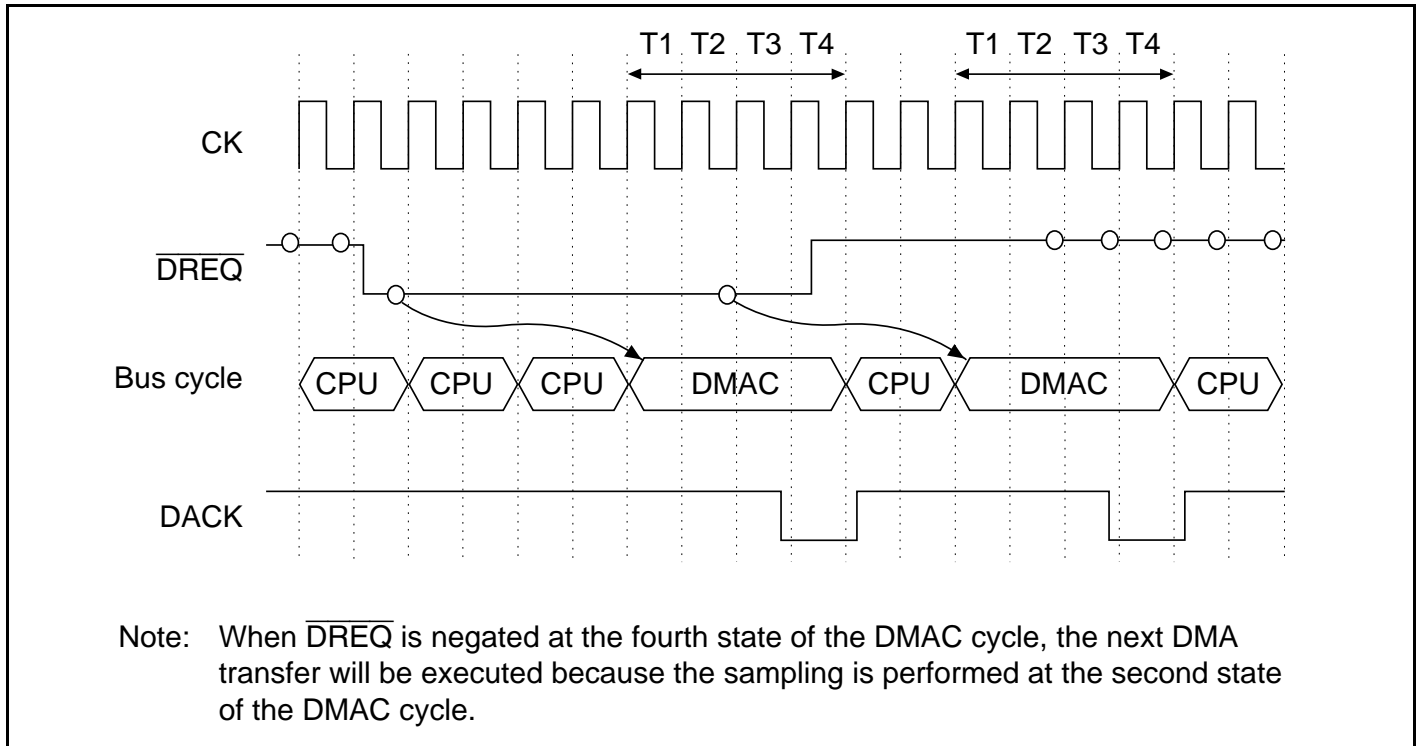 T1 T2 T3 T4 T1 T2 T3 T4
CK
DREQ
Bus cycle CPU CPU CPU DMAC CPU DMAC CPU
DACK
Note: When DREQ is negated at the fourth state of the DMAC cycle, the next DMA
transfer will be executed because the sampling is performed at the second state
of the DMAC cycle.